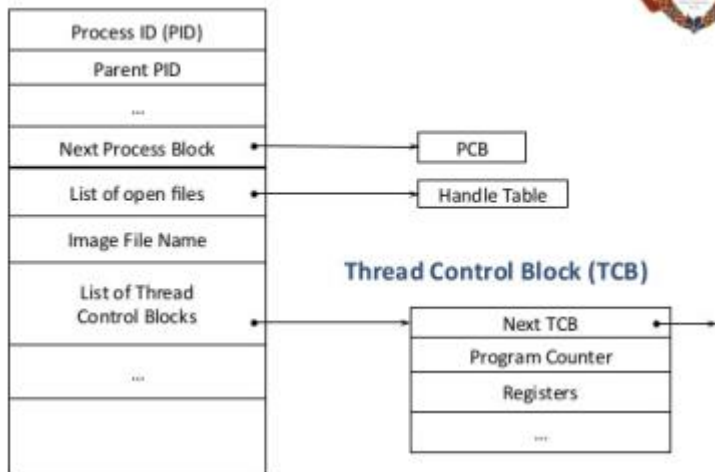 Process ID (PID)
Parent PID
...
Next Process Block
PCB
List of open files
Handle Table
Image File Name
List of Thread
Control Blocks
...
Thread Control Block (TCB)
Next TCB
Program Counter
Registers
...